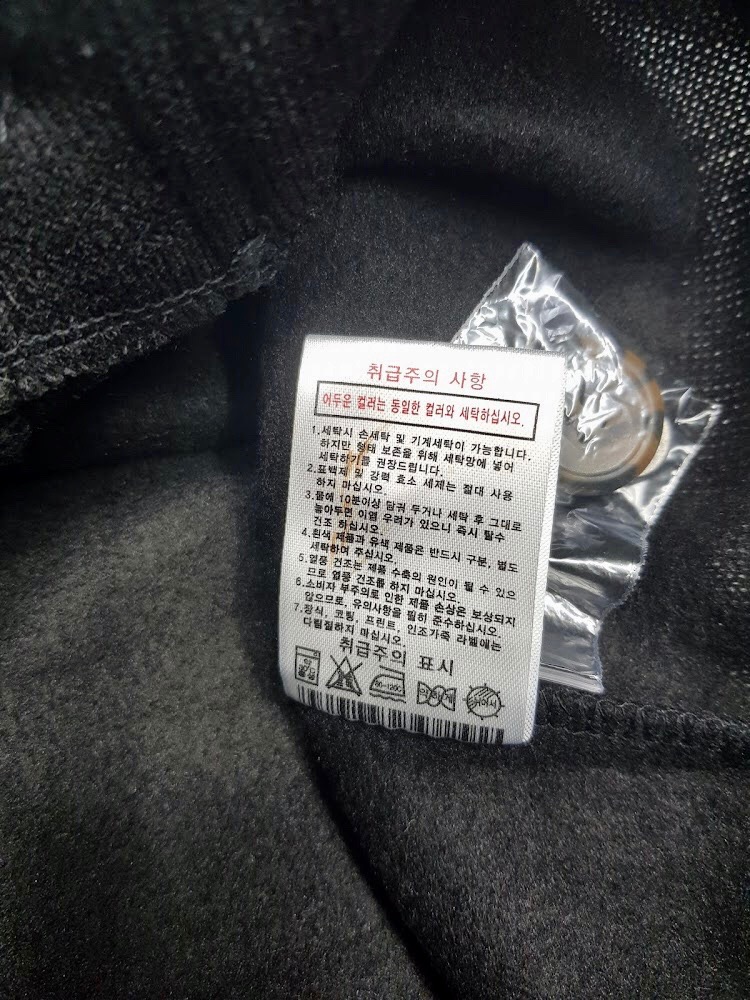 취급주의 사항
어두운 컬러는 동일한 컬러와 세탁하십시오.
1.세탁시 손세탁 및 기계세탁이 가능합니다.
하지만 형태 보존을 위해 세탁망에 넣어
세탁하기를 권장드립니다.
2.표백제 및 강력 효소 세제는 절대 사용
하지 마십시오.
3.물에 10분이상 담궈 두거나 세탁 후 그대로
놓아두면 이염 우려가 있으니 즉시 탈수
건조 하십시오.
4.흰색 제품과 유색 제품은 반드시 구분, 별도
세탁하여 주십시오.
5.열풍 건조는 제품 수축의 원인이 될 수 있으
므로 열풍 건조를 하지 마십시오.
6.소비자 부주의로 인한 제품 손상은 보상되지
않으므로, 유의사항을 필히 준수하십시오.
7.장식, 코팅, 프린트, 인조가죽 라벨에는
다림질하지 마십시오.
취급주의 표시